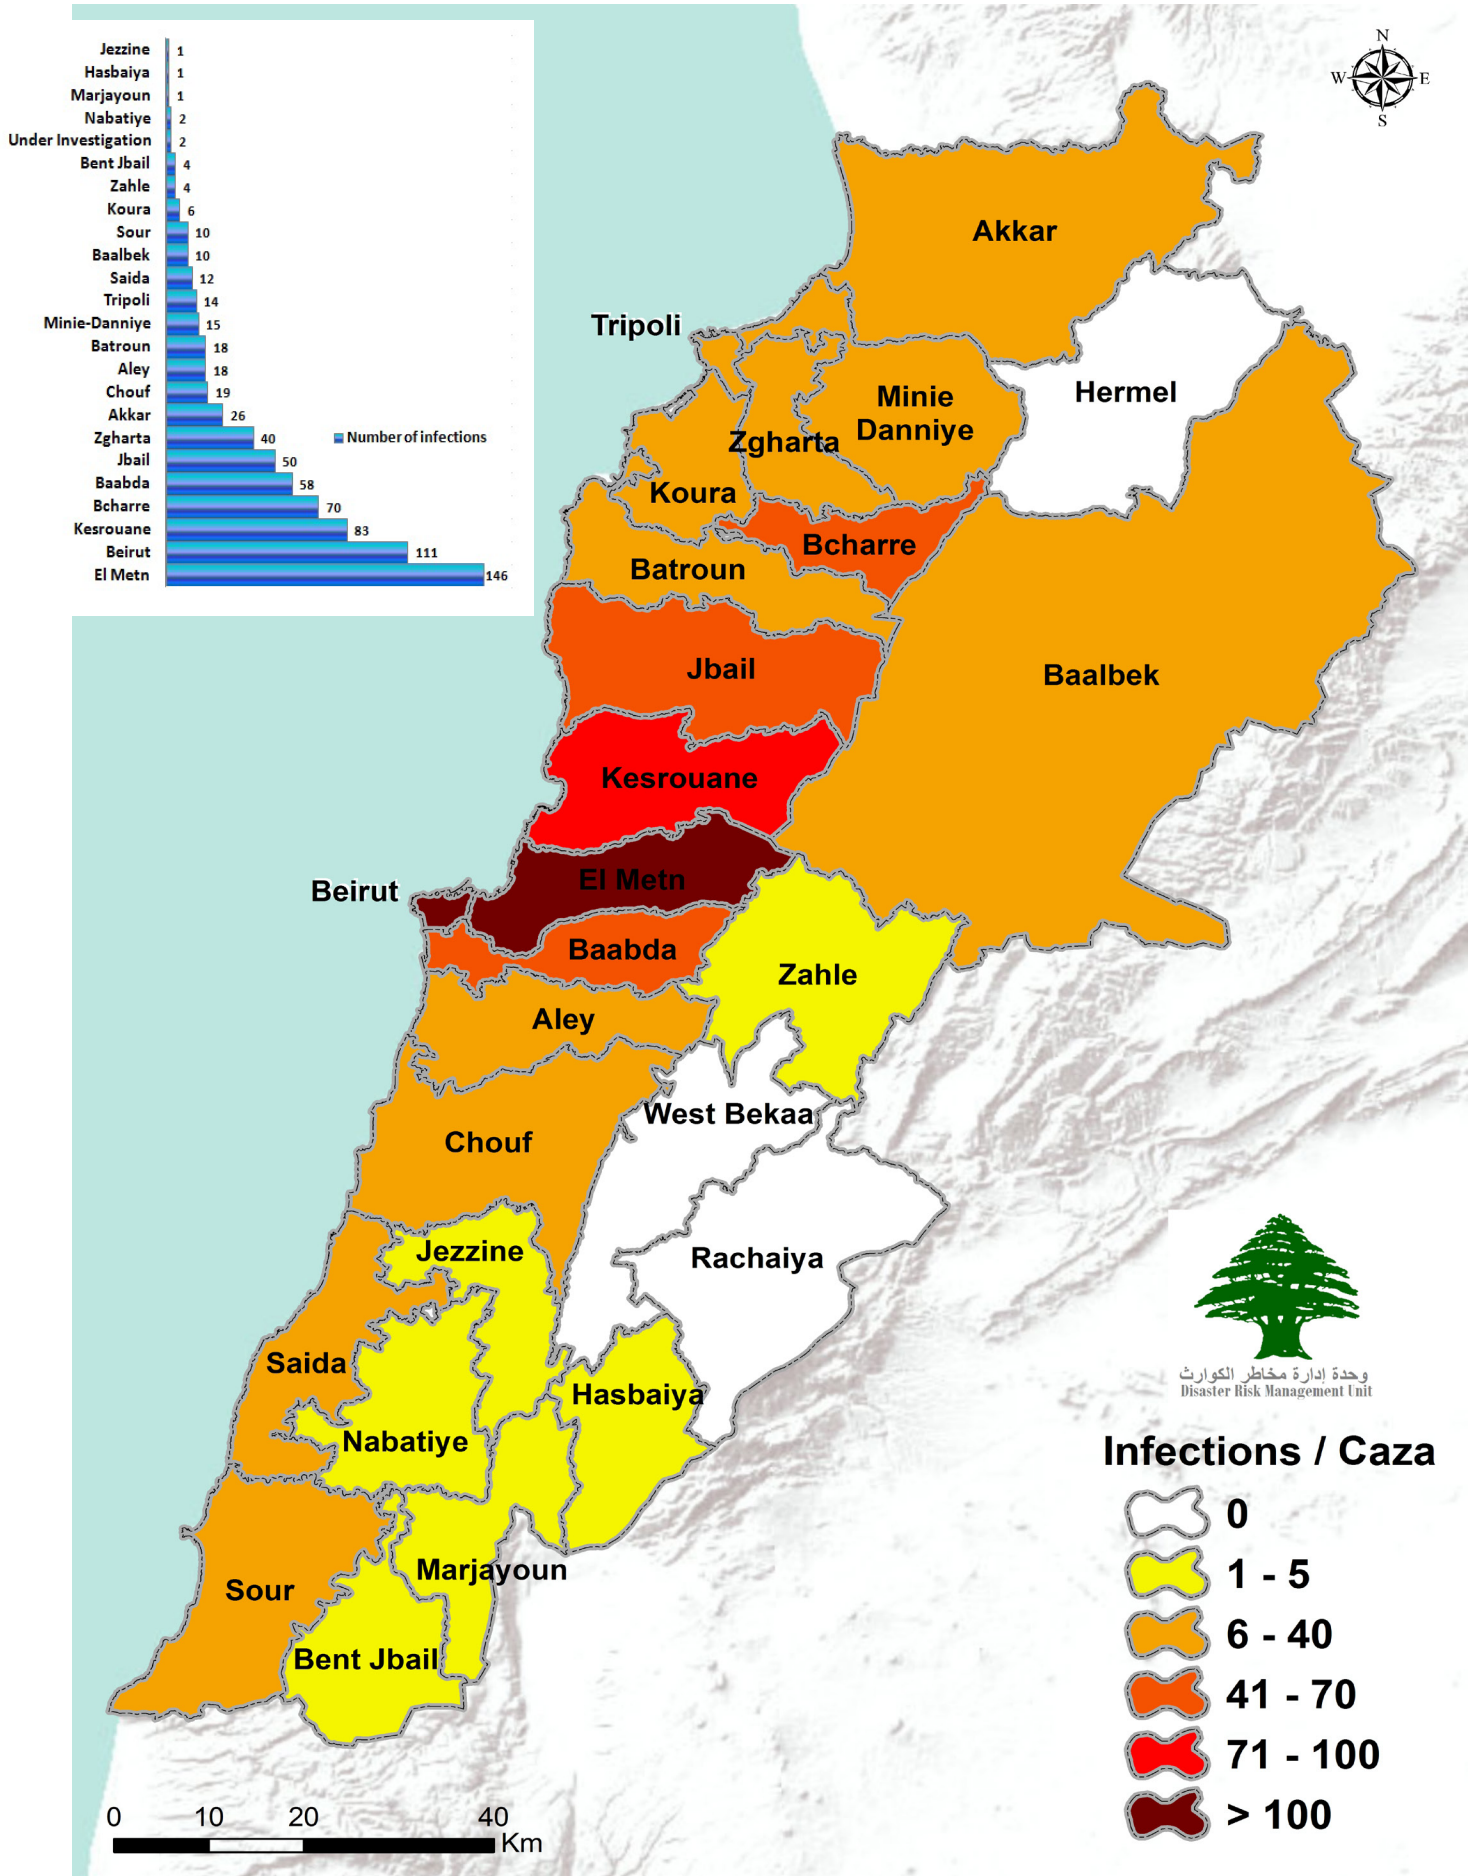 Jezzine 1
Hasbaiya 1
Marjayoun 1
Nabatiye 2
Under Investigation 2
Bent Jbail 4
Zahle 4
Koura 6
Sour 10
Baalbek 10
Saida 12
Tripoli 14
Minie-Danniye 15
Batroun 18
Aley 18
Chouf 19
Akkar 26
Zgharta 40
Number of infections
Jbail 50
Baabda 58
Bcharre 70
Kesrouane 83
Beirut 111
El Metn 146
N
W E
S
Akkar
Tripoli
Hermel
Minie
Danniye
Zgharta
Koura
Bcharre
Batroun
Jbail
Baalbek
Kesrouane
El Metn
Beirut
Baabda
Zahle
Aley
West Bekaa
Chouf
Jezzine
Rachaiya
Saida
Hasbaiya
Nabatiye
Marjayoun
Sour
Bent Jbail
وحدة إدارة مخاطر الكوارث
Disaster Risk Management Unit
Infections / Caza
0
1 - 5
6 - 40
41 - 70
71 - 100
> 100
0 10 20 40
Km